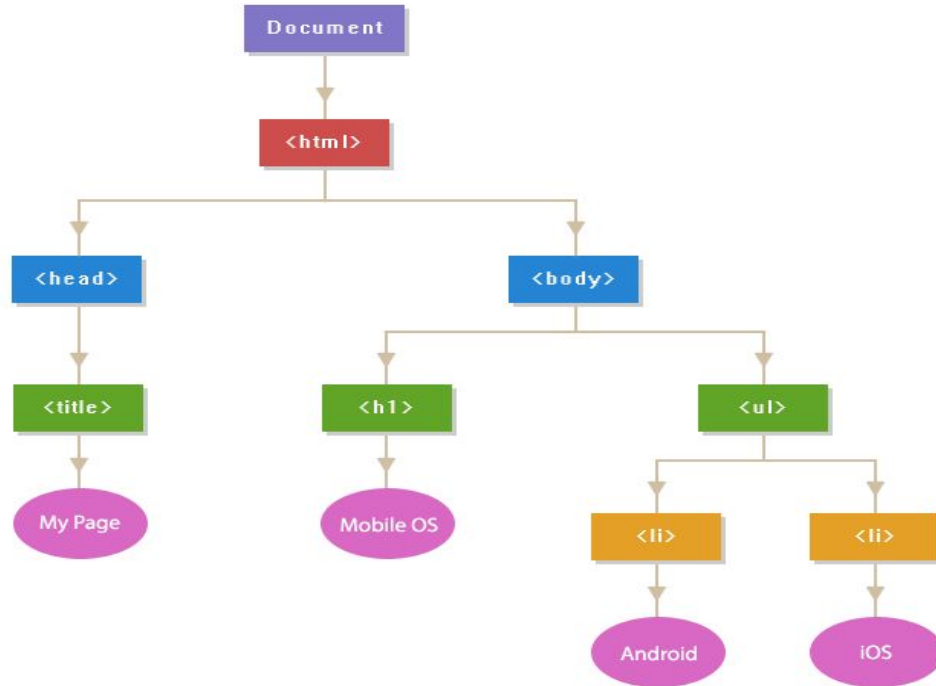 Document
<html>
<head>
<body>
<title>
<h1>
<ul>
My Page
Mobile OS
<li>
<li>
Android
iOS